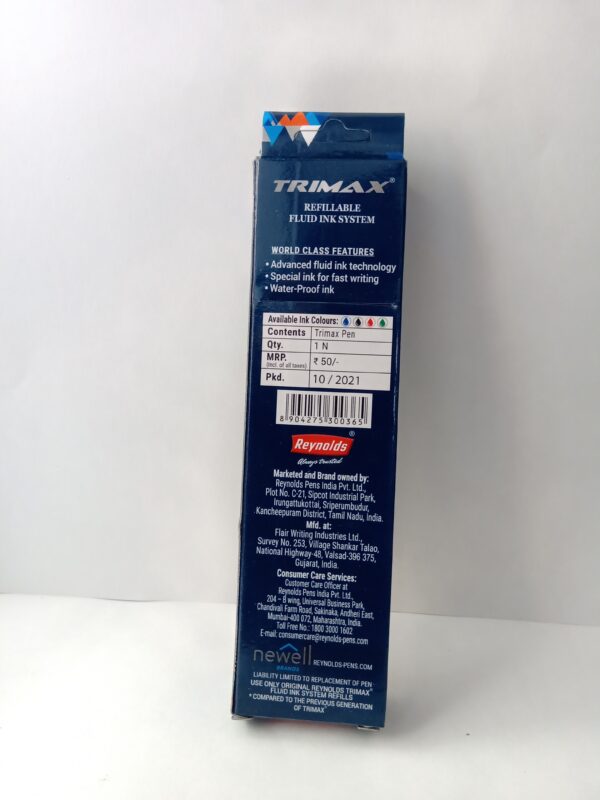 TRIMAX®
REFILLABLE
FLUID INK SYSTEM
WORLD CLASS FEATURES
• Advanced fluid ink technology
• Special ink for fast writing
• Water-Proof ink
Available Ink Colours:
Contents Trimax Pen
Qty. 1 N
MRP. ₹ 50/-
(Incl. of all taxes)
Pkd. 10 / 2021
8 904275 300365
Reynolds®
Always trusted
Marketed and Brand owned by:
Reynolds Pens India Pvt. Ltd.,
Plot No. C-21, Sipcot Industrial Park,
Irungattukottai, Sriperumbudur,
Kancheepuram District, Tamil Nadu, India.
Mfd. at:
Flair Writing Industries Ltd.,
Survey No. 253, Village Shankar Talao,
National Highway-48, Valsad-396 375,
Gujarat, India.
Consumer Care Services:
Customer Care Officer at
Reynolds Pens India Pvt. Ltd.,
204 – B wing, Universal Business Park,
Chandivali Farm Road, Sakinaka, Andheri East,
Mumbai-400 072, Maharashtra, India.
Toll Free No.: 1800 3000 1602
E-mail: consumercare@reynolds-pens.com
newell
BRANDS
REYNOLDS-PENS.COM
LIABILITY LIMITED TO REPLACEMENT OF PEN
USE ONLY ORIGINAL REYNOLDS TRIMAX®
FLUID INK SYSTEM REFILLS
* COMPARED TO THE PREVIOUS GENERATION
OF TRIMAX®